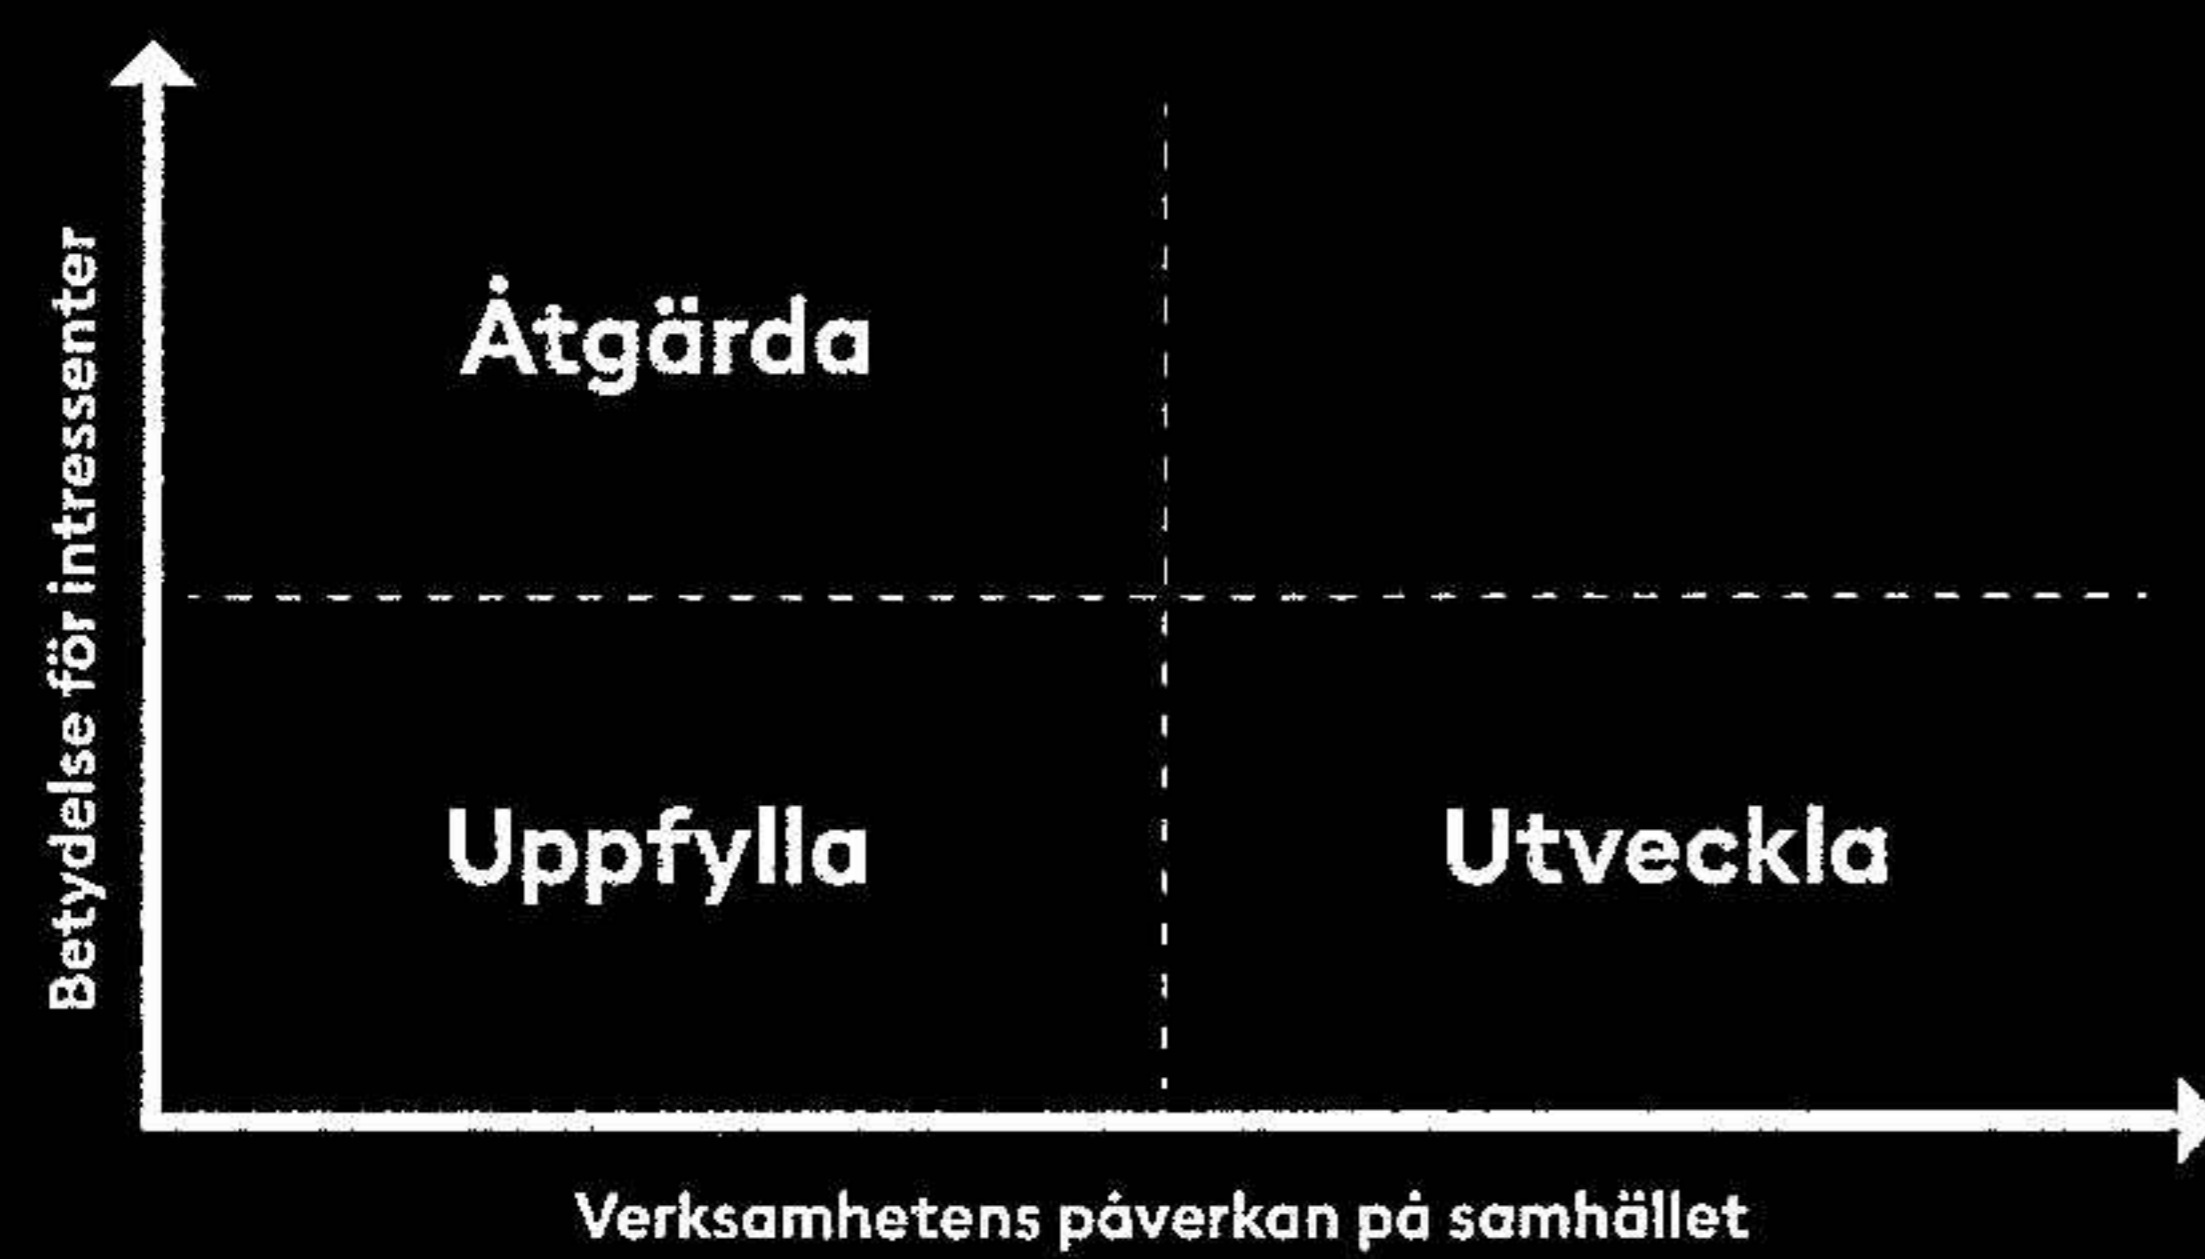 Betydelse för intressenter
Åtgärda
Uppfylla
Utveckla
Verksamhetens påverkan på samhället